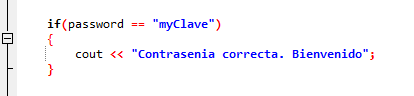 if(password == "myClave")
{
cout << "Contrasenia correcta. Bienvenido";
}